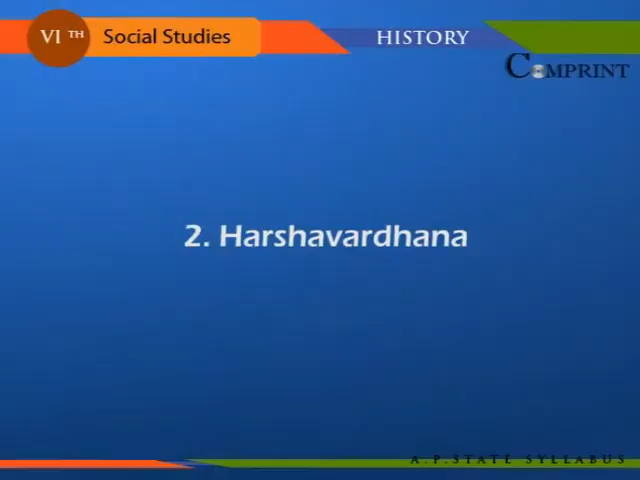 VI TH Social Studies
HISTORY
COMPRINT
2. Harshavardhana
A.P.STATE SYLLABUS